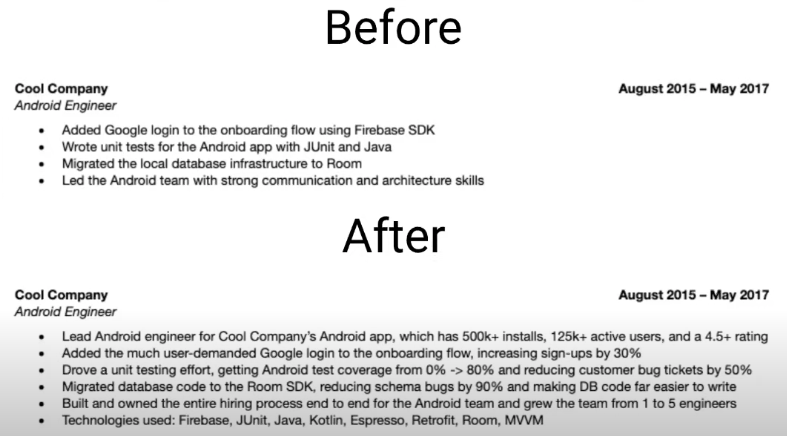 Before
Cool Company August 2015 – May 2017
Android Engineer
• Added Google login to the onboarding flow using Firebase SDK
• Wrote unit tests for the Android app with JUnit and Java
• Migrated the local database infrastructure to Room
• Led the Android team with strong communication and architecture skills
After
Cool Company August 2015 – May 2017
Android Engineer
• Lead Android engineer for Cool Company's Android app, which has 500k+ installs, 125k+ active users, and a 4.5+ rating
• Added the much user-demanded Google login to the onboarding flow, increasing sign-ups by 30%
• Drove a unit testing effort, getting Android test coverage from 0% -> 80% and reducing customer bug tickets by 50%
• Migrated database code to the Room SDK, reducing schema bugs by 90% and making DB code far easier to write
• Built and owned the entire hiring process end to end for the Android team and grew the team from 1 to 5 engineers
• Technologies used: Firebase, JUnit, Java, Kotlin, Espresso, Retrofit, Room, MVVM